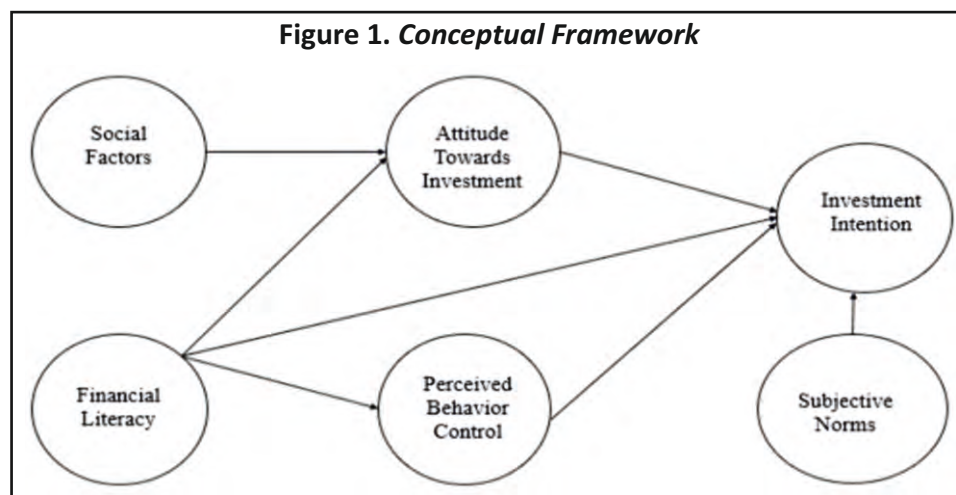 Figure 1. Conceptual Framework
Social
Factors
Attitude
Towards
Investment
Investment
Intention
Financial
Literacy
Perceived
Behavior
Control
Subjective
Norms